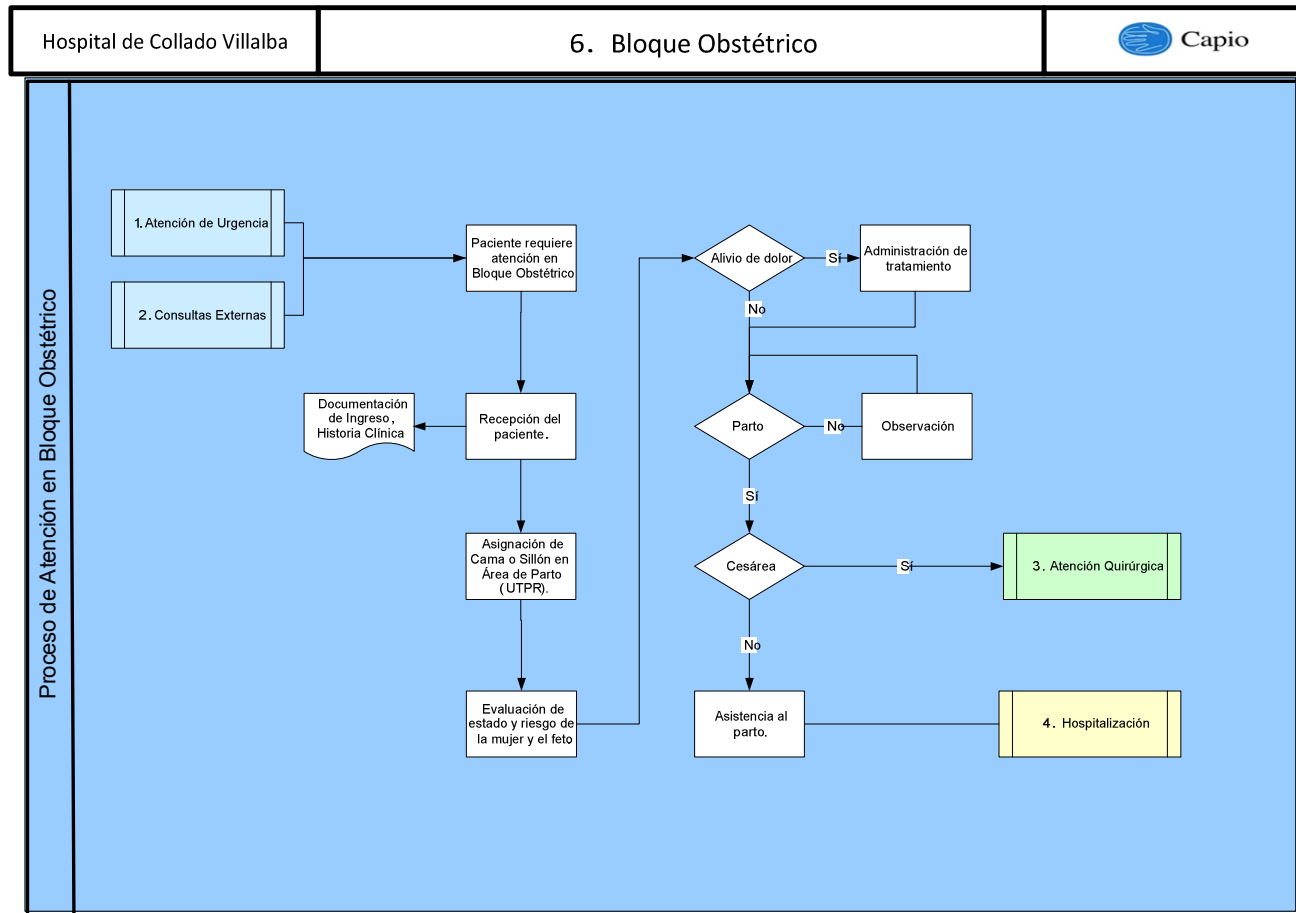 Hospital de Collado Villalba
6. Bloque Obstétrico
Capio
Proceso de Atención en Bloque Obstétrico
1. Atención de Urgencia
2. Consultas Externas
Paciente requiere
atención en
Bloque Obstétrico
Documentación
de Ingreso,
Historia Clínica
Recepción del
paciente.
Asignación de
Cama o Sillón en
Área de Parto
(UTPR).
Evaluación de
estado y riesgo de
la mujer y el feto
Alivio de dolor
Sí
Administración de
tratamiento
No
Parto
No
Observación
Sí
Cesárea
Sí
3. Atención Quirúrgica
No
Asistencia al
parto.
4. Hospitalización